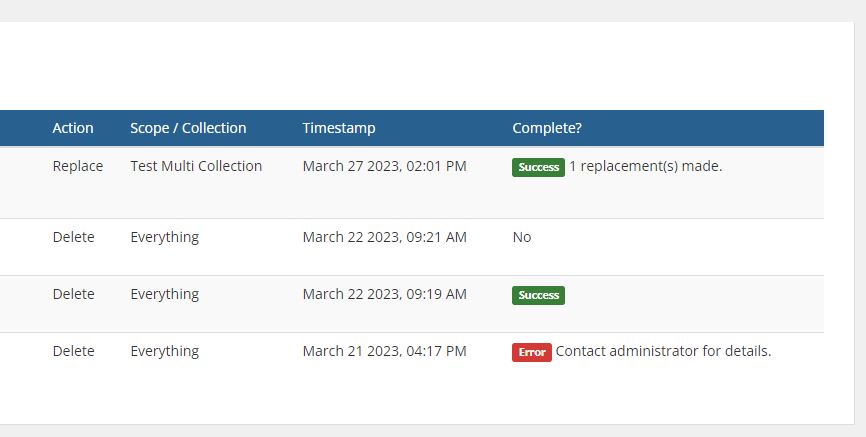 Action Scope / Collection Timestamp Complete?
Replace Test Multi Collection March 27 2023, 02:01 PM Success 1 replacement(s) made.
Delete Everything March 22 2023, 09:21 AM No
Delete Everything March 22 2023, 09:19 AM Success
Delete Everything March 21 2023, 04:17 PM Error Contact administrator for details.